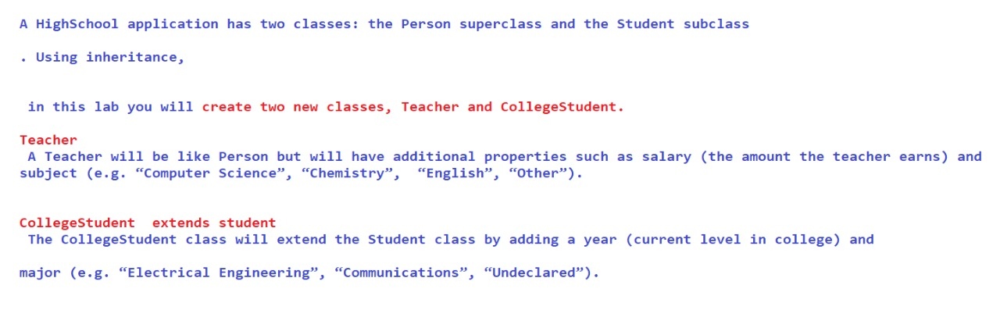 A HighSchool application has two classes: the Person superclass and the Student subclass
. Using inheritance,
in this lab you will create two new classes, Teacher and CollegeStudent.
Teacher
A Teacher will be like Person but will have additional properties such as salary (the amount the teacher earns) and
subject (e.g. “Computer Science”, “Chemistry”,  “English”, “Other”).
CollegeStudent  extends student
The CollegeStudent class will extend the Student class by adding a year (current level in college) and
major (e.g. “Electrical Engineering”, “Communications”, “Undeclared”).